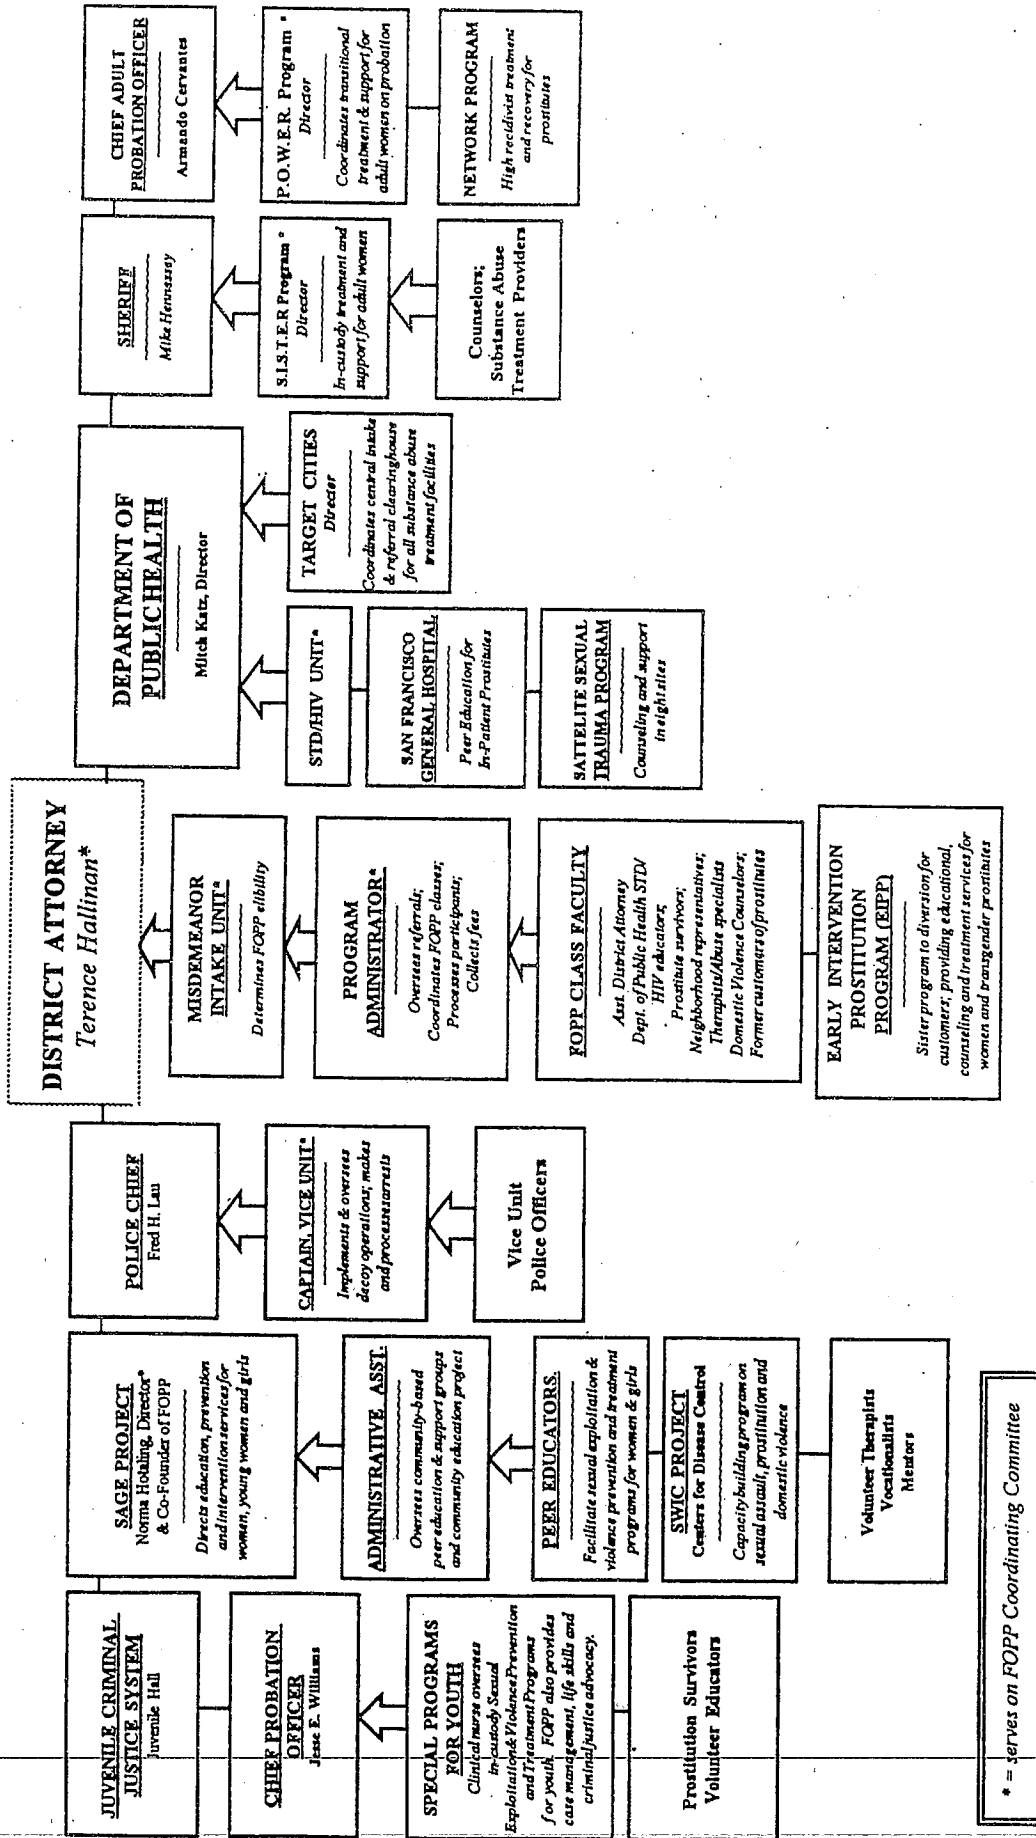 DISTRICT ATTORNEY
Terence Hallinan*
JUVENILE CRIMINAL
JUSTICE SYSTEM
Juvenile Hall
CHIEF PROBATION
OFFICER
Jesse E. Williams
SPECIAL PROGRAMS
FOR YOUTH
Clinical nurse oversees
in-custody Sexual
Exploitation & Violence Prevention
and Treatment Programs
for youth. FOPP also provides
case management, life skills and
criminal justice advocacy.
Prostitution Survivors
Volunteer Educators
SAGE PROJECT
Norma Hotaling, Director*
& Co-Founder of FOPP
Directs education, prevention
and intervention services for
women, young women and girls
ADMINISTRATIVE ASST.
Oversees community-based
peer education & support groups
and community education project
PEER EDUCATORS.
Facilitate sexual exploitation &
violence prevention and treatment
programs for women & girls
SWIC PROJECT
Centers for Disease Control
Capacity building program on
sexual assault, prostitution and
domestic violence
Volunteer Therapists
Vocationalists
Mentors
POLICE CHIEF
Fred H. Lau
CAPTAIN, VICE UNIT*
Implements & oversees
decoy operations; makes
and processes arrests
Vice Unit
Police Officers
MISDEMEANOR
INTAKE UNIT*
Determines FOPP elibility
PROGRAM
ADMINISTRATOR*
Oversees referrals;
Coordinates FOPP classes;
Processes participants;
Collects fees
FOPP CLASS FACULTY
Asst. District Attorney
Dept. of Public Health STD/
HIV educators;
Prostitute survivors;
Neighborhood representatives;
Therapists/Abuse specialists
Domestic Violence Counselors;
Former customers of prostitutes
EARLY INTERVENTION
PROSTITUTION
PROGRAM (EIPP)
Sister program to diversion for
customers; providing educational,
counseling and treatment services for
women and transgender prostitutes
DEPARTMENT OF
PUBLIC HEALTH
Mitch Katz, Director
STD/HIV UNIT*
SAN FRANCISCO
GENERAL HOSPITAL
Peer Education for
In-Patient Prostitutes
SATTELITE SEXUAL
TRAUMA PROGRAM
Counseling and support
in eight sites
TARGET CITIES
Director
Coordinates central intake
& referral clearinghouse
for all substance abuse
treatment facilities
SHERIFF
Mike Hennessey
S.I.S.T.E.R Program*
Director
In-custody treatment and
support for adult women
Counselors;
Substance Abuse
Treatment Providers
CHIEF ADULT
PROBATION OFFICER
Armando Cervantes
P.O.W.E.R. Program*
Director
Coordinates transitional
treatment & support for
adult women on probation
NETWORK PROGRAM
High recidivist treatment
and recovery for
prostitutes
* = serves on FOPP Coordinating Committee